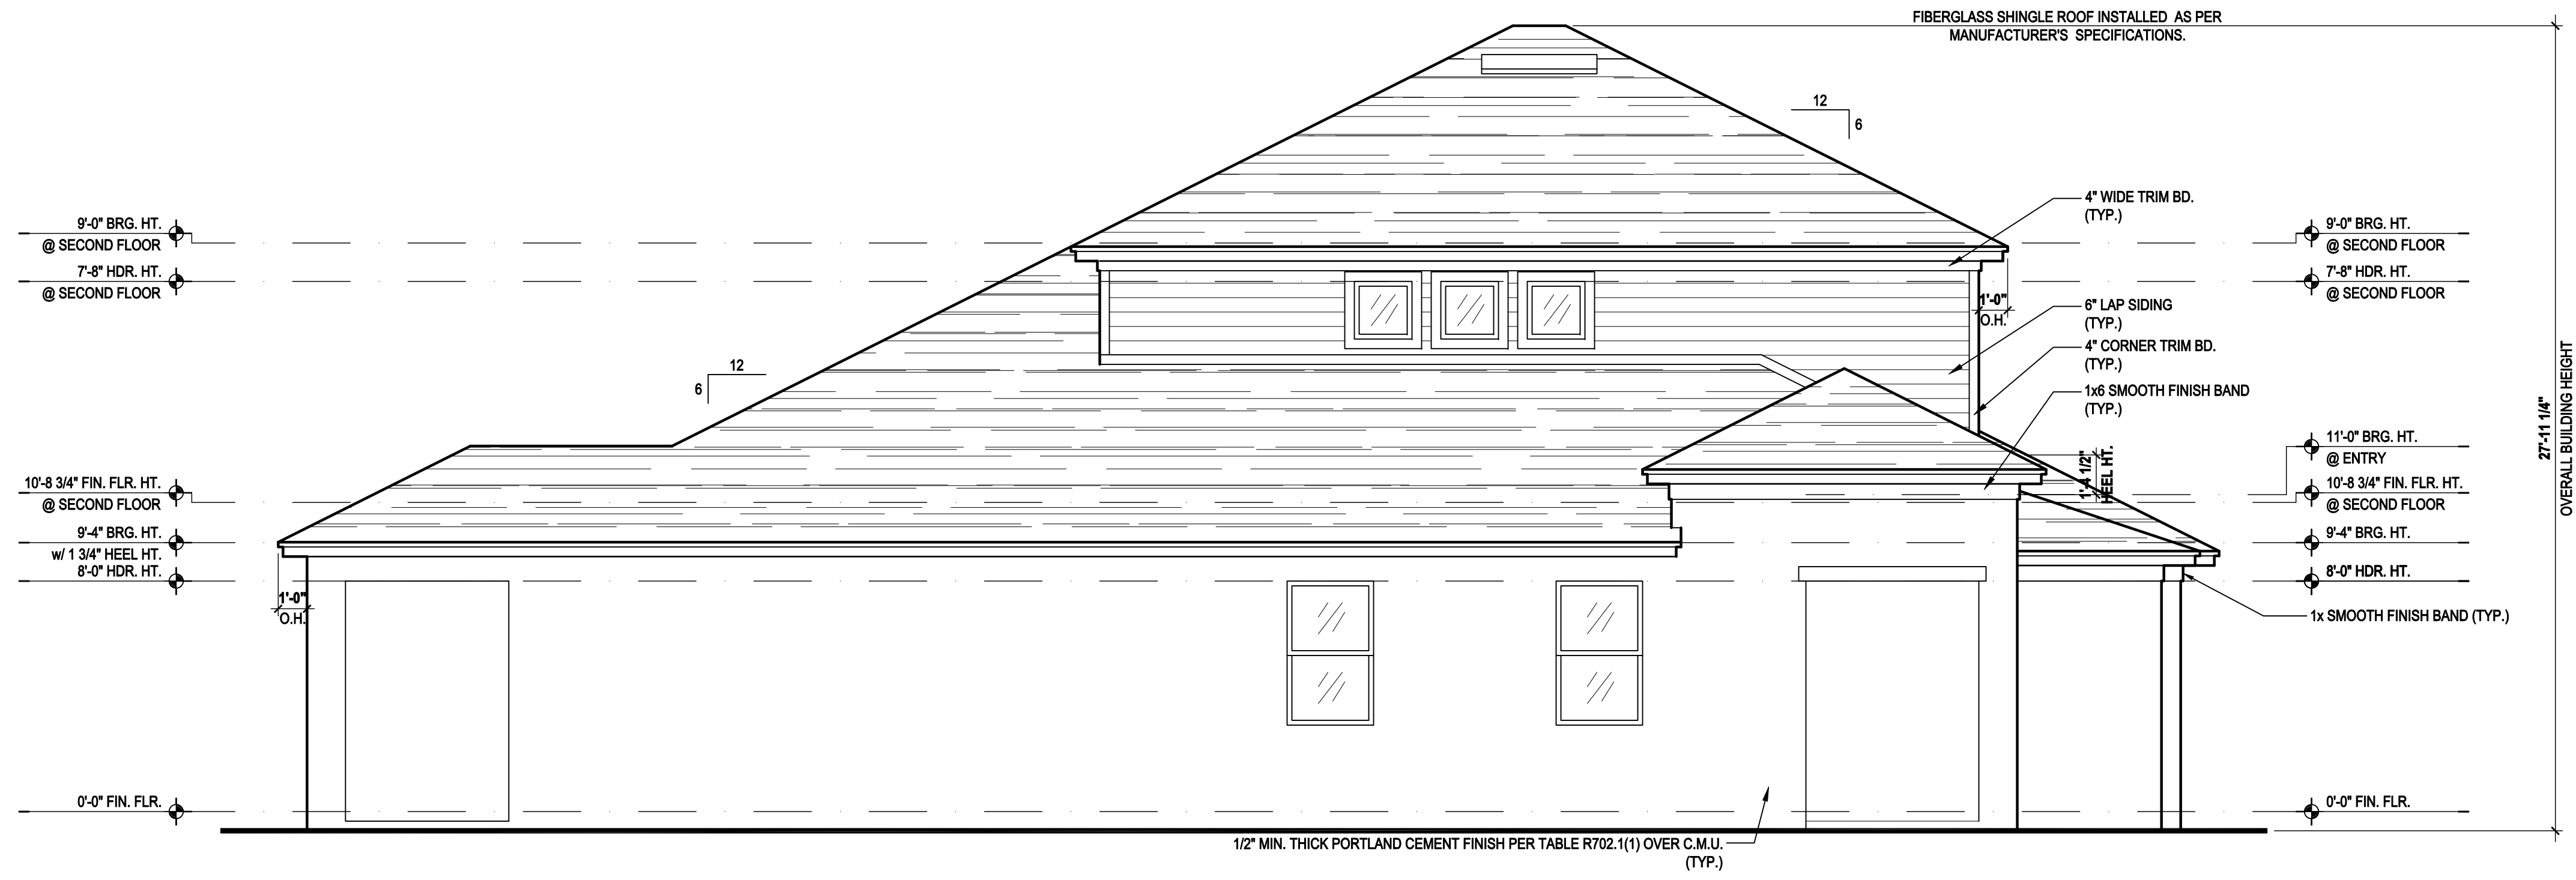 FIBERGLASS SHINGLE ROOF INSTALLED AS PER
MANUFACTURER'S SPECIFICATIONS.
12
6
4" WIDE TRIM BD.
(TYP.)
9'-0" BRG. HT.
@ SECOND FLOOR
7'-8" HDR. HT.
@ SECOND FLOOR
9'-0" BRG. HT.
@ SECOND FLOOR
7'-8" HDR. HT.
@ SECOND FLOOR
1'-0"
O.H.
6" LAP SIDING
(TYP.)
4" CORNER TRIM BD.
(TYP.)
12
6
1x6 SMOOTH FINISH BAND
(TYP.)
27'-11 1/4"
OVERALL BUILDING HEIGHT
1'-4 1/2"
HEEL HT.
11'-0" BRG. HT.
@ ENTRY
10'-8 3/4" FIN. FLR. HT.
@ SECOND FLOOR
9'-4" BRG. HT.
w/ 1 3/4" HEEL HT.
8'-0" HDR. HT.
10'-8 3/4" FIN. FLR. HT.
@ SECOND FLOOR
9'-4" BRG. HT.
8'-0" HDR. HT.
1'-0"
O.H.
1x SMOOTH FINISH BAND (TYP.)
0'-0" FIN. FLR.
0'-0" FIN. FLR.
1/2" MIN. THICK PORTLAND CEMENT FINISH PER TABLE R702.1(1) OVER C.M.U.
(TYP.)